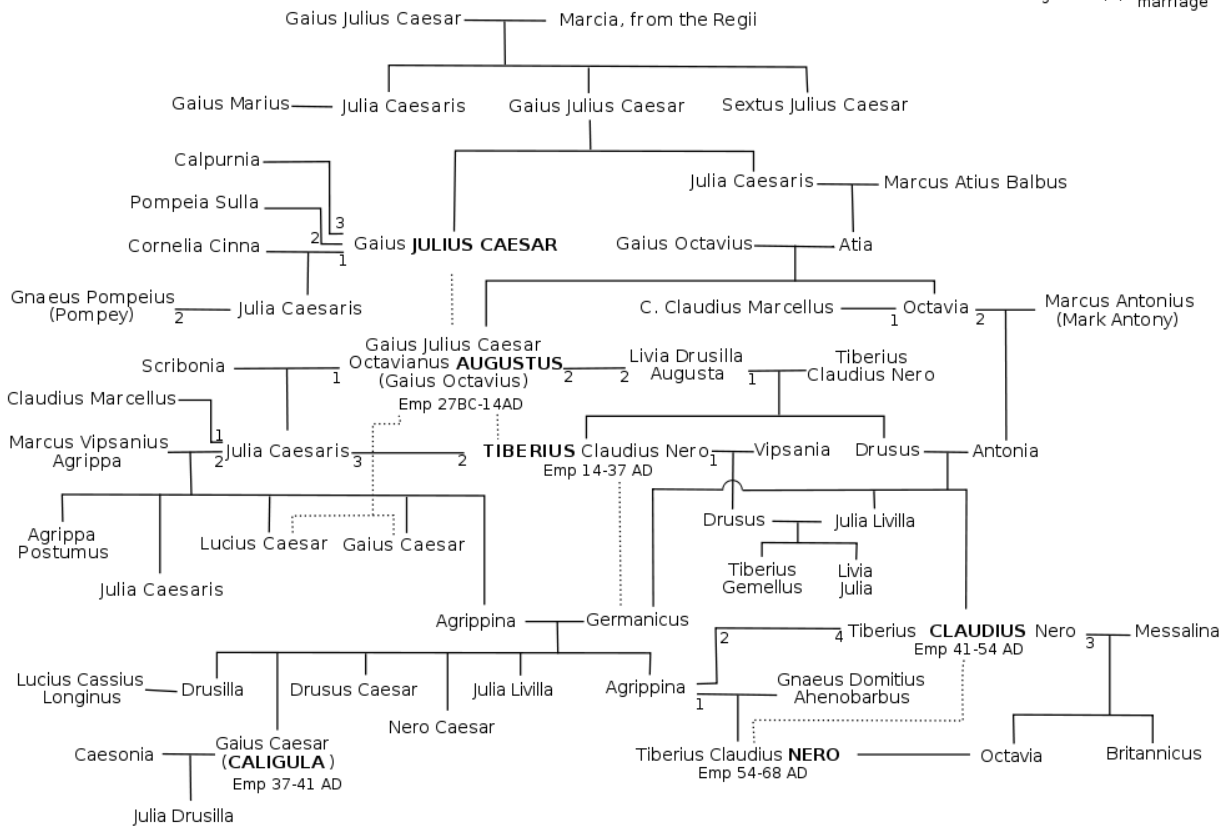 marriage
Gaius Julius Caesar
Marcia, from the Regii
Gaius Marius
Julia Caesaris
Gaius Julius Caesar
Sextus Julius Caesar
Calpurnia
Julia Caesaris
Marcus Atius Balbus
Pompeia Sulla
3
2
Cornelia Cinna
1
Gaius JULIUS CAESAR
Gaius Octavius
Atia
Gnaeus Pompeius
(Pompey)
2
Julia Caesaris
C. Claudius Marcellus
1
Octavia
2
Marcus Antonius
(Mark Antony)
Scribonia
1
Gaius Julius Caesar
Octavianus AUGUSTUS
(Gaius Octavius)
Emp 27BC-14AD
2
2
Livia Drusilla
Augusta
1
Tiberius
Claudius Nero
Claudius Marcellus
1
Marcus Vipsanius
Agrippa
2
Julia Caesaris
3
2
TIBERIUS Claudius Nero
Emp 14-37 AD
1
Vipsania
Drusus
Antonia
Agrippa
Postumus
Julia Caesaris
Lucius Caesar
Gaius Caesar
Drusus
Julia Livilla
Tiberius
Gemellus
Livia
Julia
Agrippina
Germanicus
2
4
Tiberius CLAUDIUS Nero
Emp 41-54 AD
3
Messalina
Lucius Cassius
Longinus
Drusilla
Drusus Caesar
Julia Livilla
Agrippina
1
Gnaeus Domitius
Ahenobarbus
Nero Caesar
Caesonia
Gaius Caesar
(CALIGULA )
Emp 37-41 AD
Tiberius Claudius NERO
Emp 54-68 AD
Octavia
Britannicus
Julia Drusilla